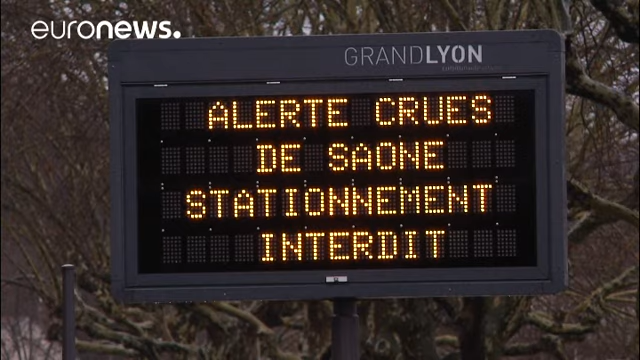 euronews.
GRANDLYON
ALERTE CRUES
DE SAONE
STATIONNEMENT
INTERDIT